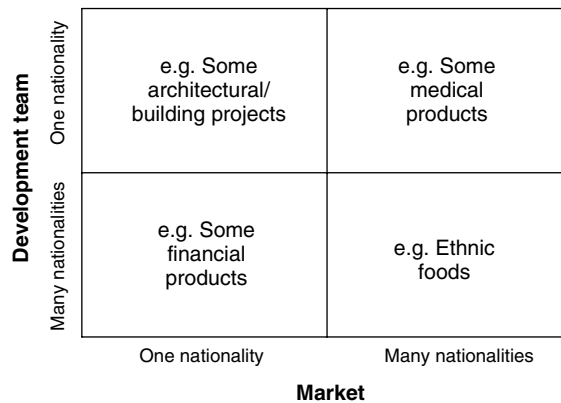 Development team
One nationality
Many nationalities
e.g. Some
architectural/
building projects
e.g. Some
medical
products
e.g. Some
financial
products
e.g. Ethnic
foods
One nationality
Many nationalities
Market